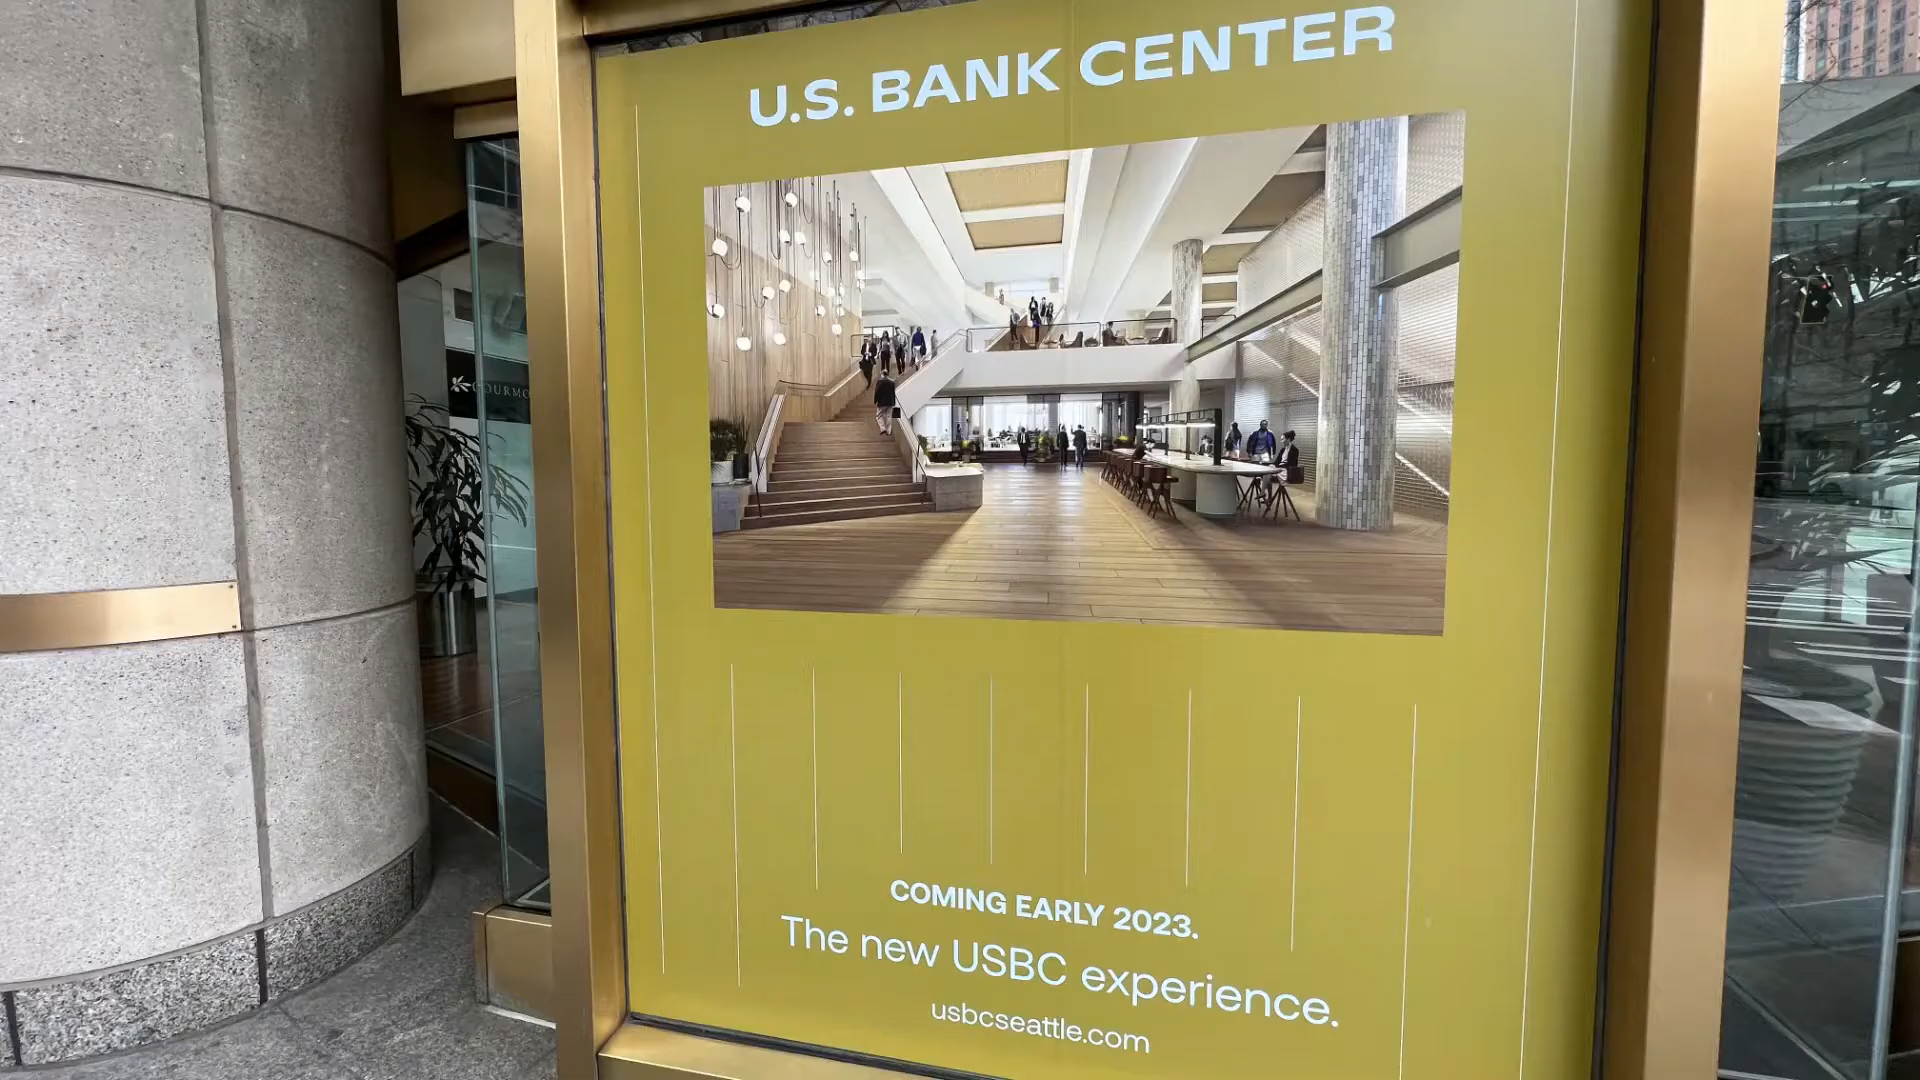 U.S. BANK CENTER
COMING EARLY 2023.
The new USBC experience.
usbcseattle.com